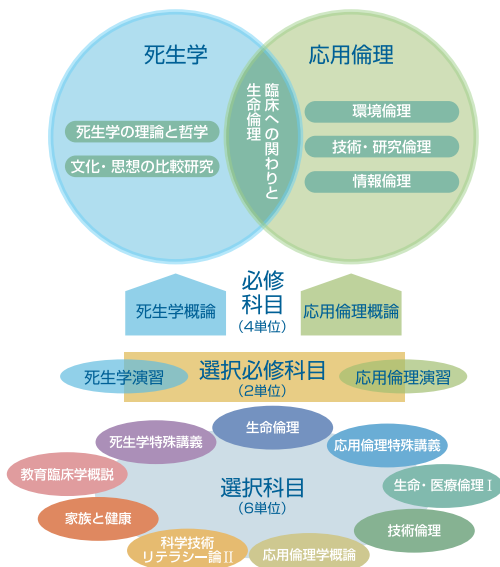 死生学
応用倫理
死生学の理論と哲学
文化・思想の比較研究
臨床への関わりと
生命倫理
環境倫理
技術・研究倫理
情報倫理
必修
科目
(4単位)
死生学概論
応用倫理概論
選択必修科目
(2単位)
死生学演習
応用倫理演習
選択科目
(6単位)
生命倫理
死生学特殊講義
応用倫理特殊講義
教育臨床学概説
生命・医療倫理Ⅰ
家族と健康
技術倫理
科学技術
リテラシー論Ⅱ
応用倫理学概論